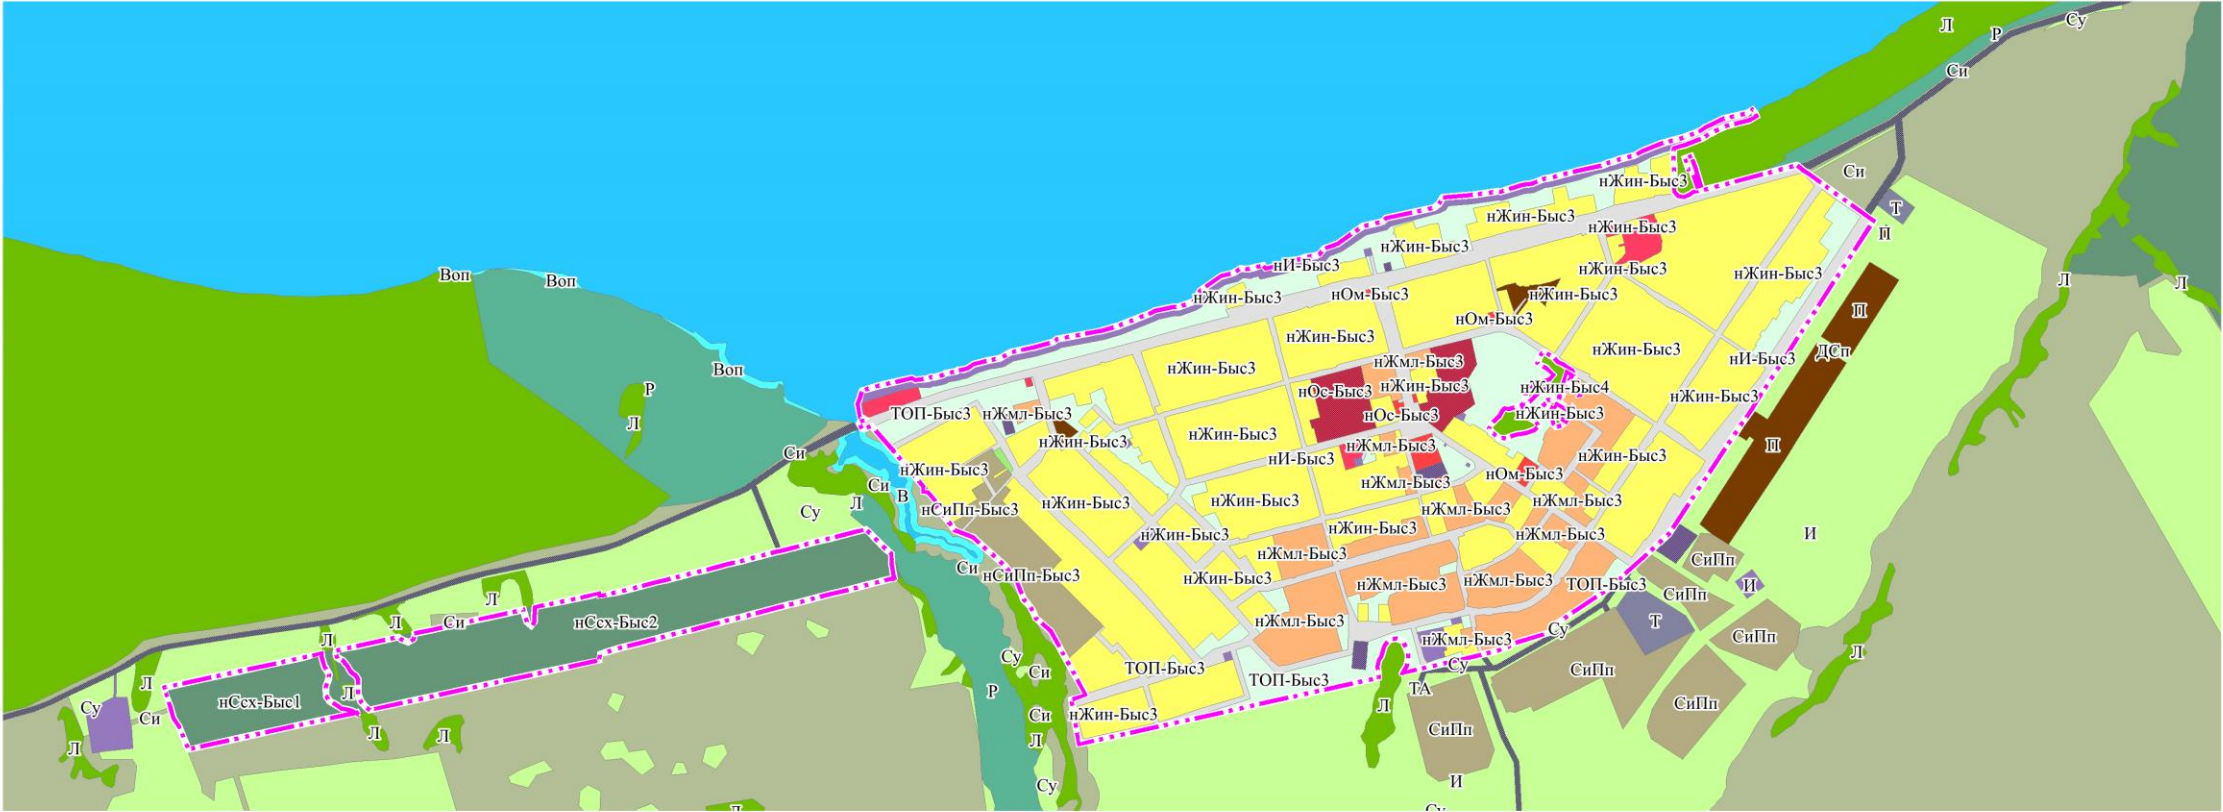 Л
Р
Су
Си
Си
нЖин-Быс3
Т
нЖин-Быс3
нЖин-Быс3
П
нЖин-Быс3
нИ-Быс3
нЖин-Быс3
нЖин-Быс3
Воп
Воп
Л
Л
нЖин-Быс3
нОм-Быс3
нЖин-Быс3
П
нОм-Быс3
нЖин-Быс3
нЖин-Быс3
ДСп
нИ-Быс3
нЖмл-Быс3
нЖин-Быс3
Воп
Р
нЖин-Быс3
нЖин-Быс4
нОс-Быс3
нЖин-Быс3
ТОП-Быс3
нЖмл-Быс3
нОс-Быс3
нЖин-Быс3
Л
нЖин-Быс3
нЖин-Быс3
нЖмл-Быс3
П
Си
нИ-Быс3
нЖин-Быс3
нЖин-Быс3
нОм-Быс3
Си
В
нЖмл-Быс3
Л
Су
нСиПп-Быс3
нЖин-Быс3
нЖин-Быс3
нЖмл-Быс3
нЖмл-Быс3
нЖин-Быс3
нЖин-Быс3
нЖмл-Быс3
И
нЖмл-Быс3
СиПп
Си
нСиПп-Быс3
нЖин-Быс3
нЖмл-Быс3
нЖмл-Быс3
ТОП-Быс3
И
СиПп
Л
Л
Си
нСсх-Быс2
нЖмл-Быс3
Су
Т
СиПп
Л
нЖмл-Быс3
Л
Су
Си
ТОП-Быс3
Су
СиПп
Л
Л
Р
ТОП-Быс3
ТА
нСсх-Быс1
Л
СиПп
Су
Си
Си
нЖин-Быс3
СиПп
Л
Л
Л
Л
Су
И
Л
Су